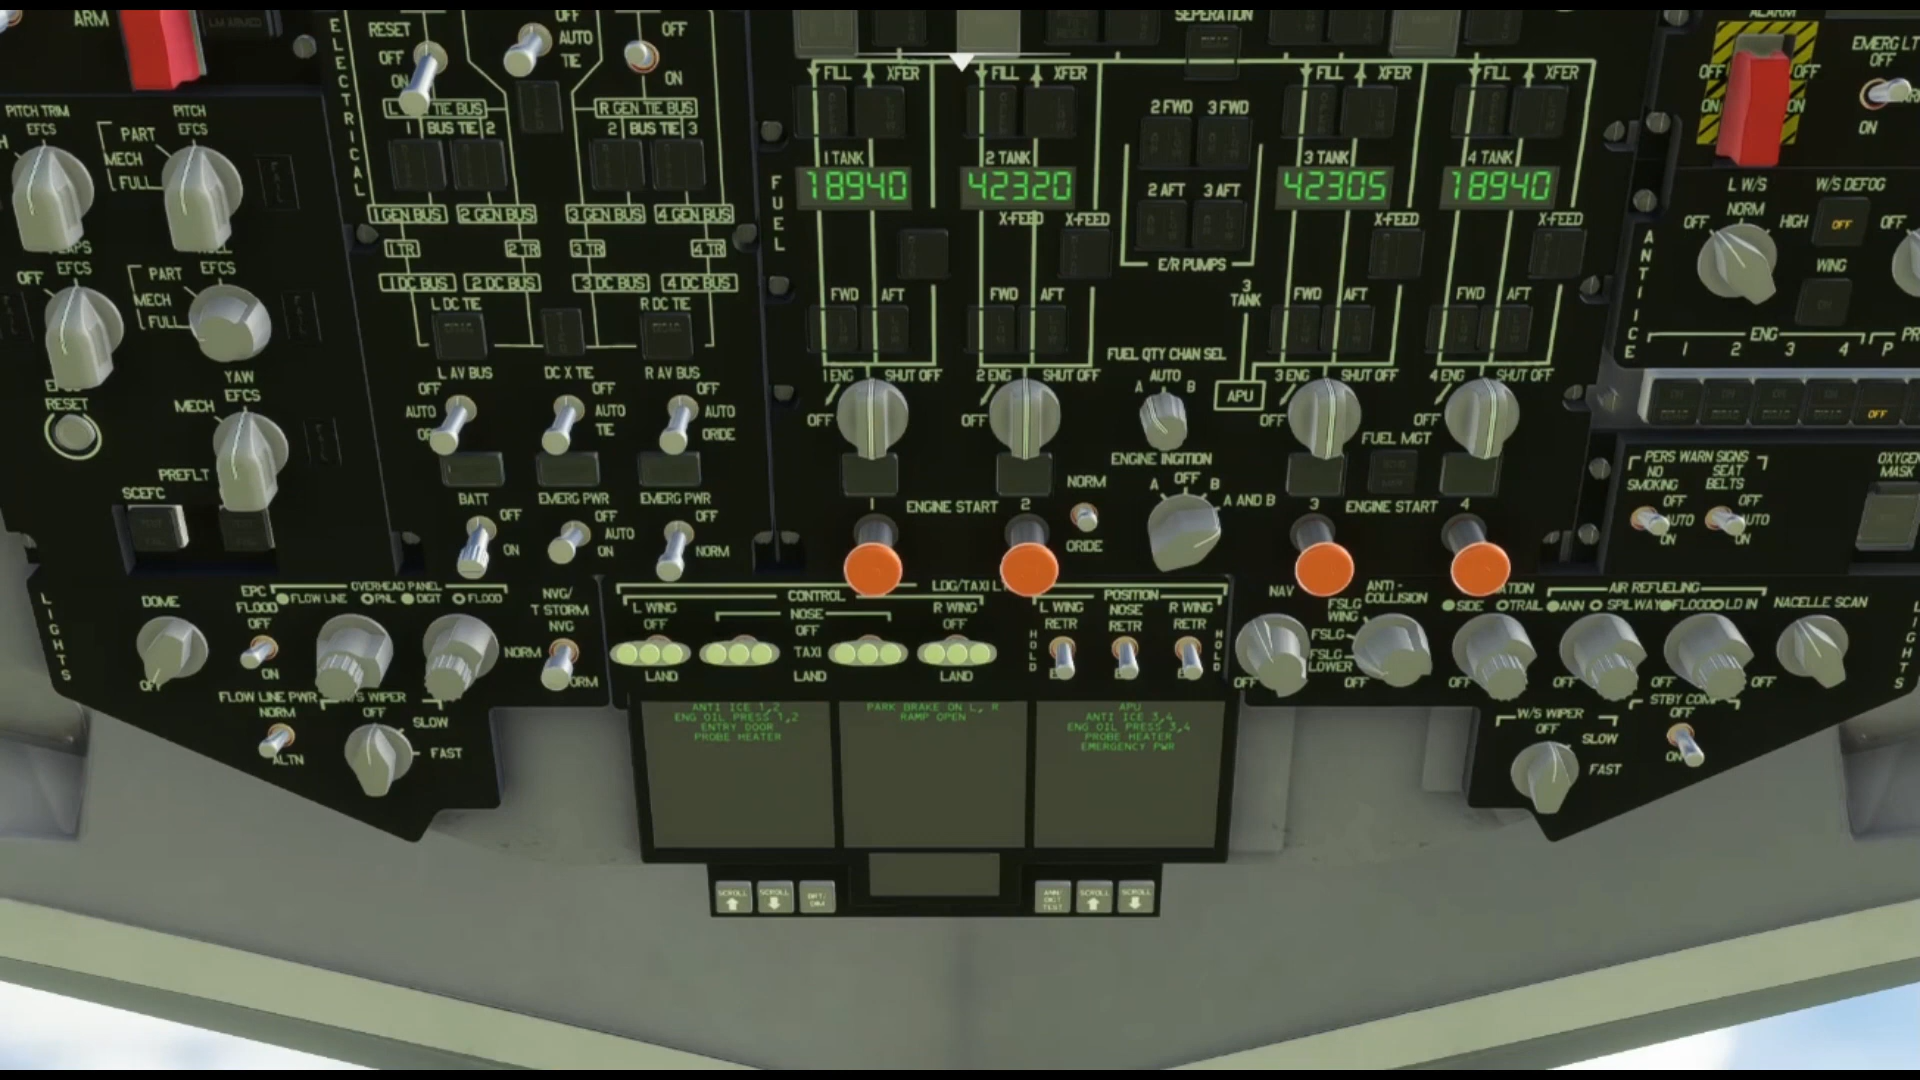 ARM
ELECTRICAL
RESET
OFF
ON
OFF
AUTO
TIE
OFF
ON
TIE BUS
R GEN TIE BUS
1 BUS TIE 2
2 BUS TIE 3
1 GEN BUS
2 GEN BUS
3 GEN BUS
4 GEN BUS
1 TR
2 TR
3 TR
4 TR
1 DC BUS
2 DC BUS
3 DC BUS
4 DC BUS
L DC TIE
R DC TIE
L AV BUS
DC X TIE
R AV BUS
OFF
AUTO
OFF
AUTO
TIE
OFF
AUTO
ORIDE
BATT
EMERG PWR
EMERG PWR
OFF
ON
OFF
AUTO
ON
OFF
NORM
PITCH TRIM
EFCS
PITCH
EFCS
PART
MECH
FULL
OFF
EFCS
PART
MECH
FULL
EFCS
YAW
EFCS
MECH
RESET
PREFLT
SCEFC
FUEL
SEPERATION
FILL
XFER
FILL
XFER
FILL
XFER
FILL
XFER
2 FWD
3 FWD
1 TANK
2 TANK
3 TANK
4 TANK
18940
42320
42305
18940
2 AFT
3 AFT
X-FEED
X-FEED
X-FEED
X-FEED
E/R PUMPS
FWD
AFT
FWD
AFT
FWD
AFT
FWD
AFT
3
TANK
FUEL QTY CHAN SEL
A
AUTO
B
APU
1 ENG
SHUT OFF
2 ENG
SHUT OFF
3 ENG
SHUT OFF
4 ENG
SHUT OFF
OFF
OFF
OFF
OFF
FUEL MGT
ENGINE INGITION
A
OFF
B
A AND B
NORM
ORIDE
1
ENGINE START
2
3
ENGINE START
4
ALARM
OFF
OFF
ON
ON
EMERG LT
OFF
ON
L W/S
W/S DEFOG
OFF
NORM
HIGH
OFF
OFF
WING
ANTI ICE
ENG
1 2 3 4 P
OFF
PERS WARN SIGNS
NO
SMOKING
SEAT
BELTS
OFF
AUTO
ON
OFF
AUTO
ON
OXYGEN
MASK
LIGHTS
DOME
EPC
FLOOD
OFF
ON
OVERHEAD PANEL
FLOW LINE
PNL
DIGIT
FLOOD
NVG/
T STORM
NVG
NORM
FLOW LINE PWR
NORM
ALTN
OFF
SLOW
FAST
CONTROL
L WING
OFF
NOSE
OFF
TAXI
R WING
OFF
LAND
LAND
LAND
POSITION
L WING
RETR
NOSE
RETR
R WING
RETR
HOLD
HOLD
NAV
OFF
ANTI-
COLLISION
FSLG
WING
FSLG
FSLG
LOWER
OFF
SIDE
TRAIL
OFF
AIR REFUELING
ANN
SPILWAY
FLOOD
LD IN
OFF
OFF
OFF
NACELLE SCAN
LIGHTS
W/S WIPER
OFF
SLOW
FAST
OFF
ON
ANTI ICE 1,2
ENG OIL PRESS 1,2
ENTRY DOOR
PROBE HEATER
PARK BRAKE ON L, R
RAMP OPEN
APU
ANTI ICE 3,4
ENG OIL PRESS 3,4
PROBE HEATER
EMERGENCY PWR
SCROLL
SCROLL
SCROLL
SCROLL